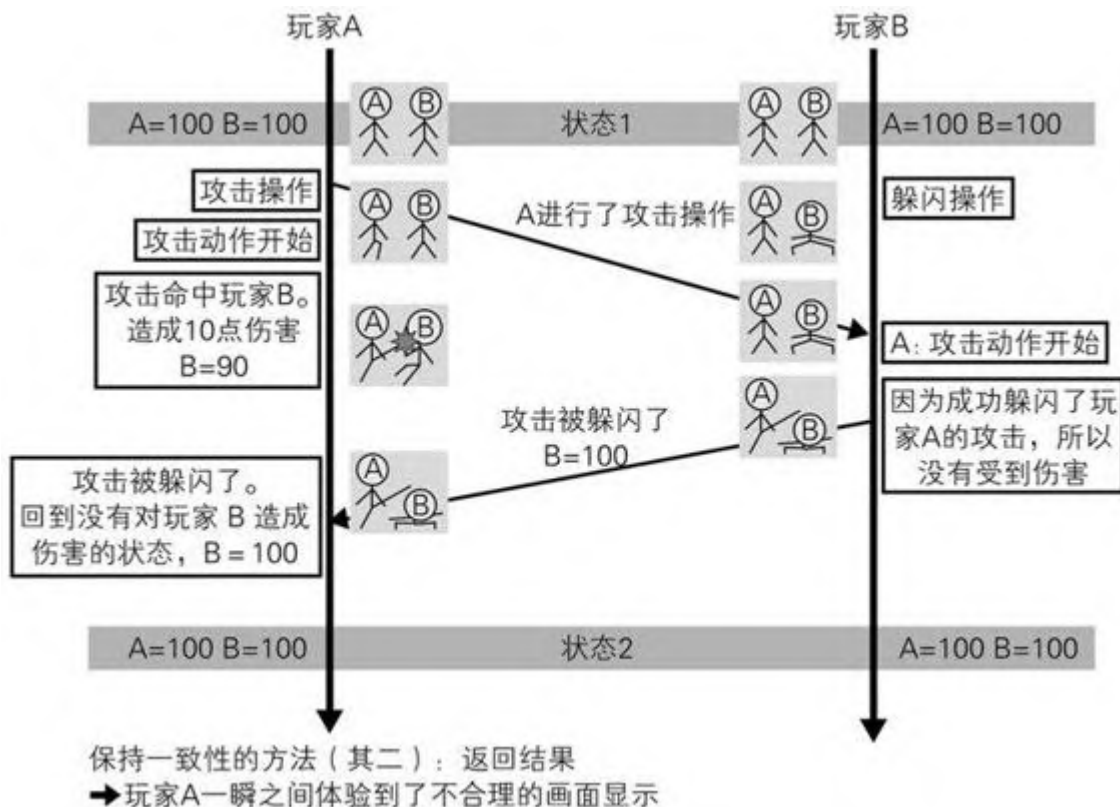 玩家A
玩家B
A=100 B=100
状态1
A=100 B=100
A B
A B
攻击操作
A B
A进行了攻击操作
A B
躲闪操作
攻击动作开始
攻击命中玩家B。
造成10点伤害
B=90
A B
A B
A：攻击动作开始
攻击被躲闪了
B=100
A B
因为成功躲闪了玩
家A的攻击，所以
没有受到伤害
攻击被躲闪了。
回到没有对玩家 B 造成
伤害的状态，B = 100
A B
A=100 B=100
状态2
A=100 B=100
保持一致性的方法（其二）：返回结果
➡玩家A一瞬之间体验到了不合理的画面显示